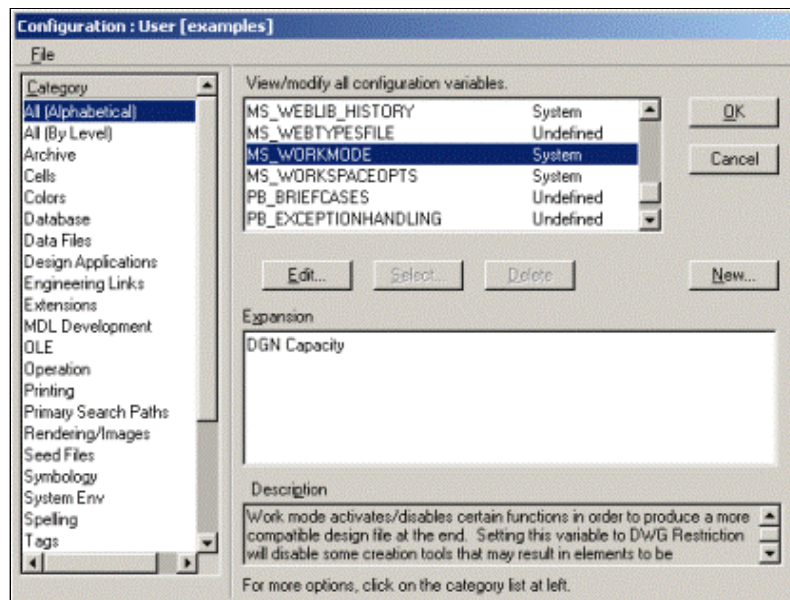 Configuration : User [examples]
File
Category
All (Alphabetical)
All (By Level)
Archive
Cells
Colors
Database
Data Files
Design Applications
Engineering Links
Extensions
MDL Development
OLE
Operation
Printing
Primary Search Paths
Rendering/Images
Seed Files
Symbology
System Env
Spelling
Tags
View/modify all configuration variables.
MS_WEBLIB_HISTORY System
MS_WEBTYPESFILE Undefined
MS_WORKMODE System
MS_WORKSPACEOPTS System
PB_BRIEFCASES Undefined
PB_EXCEPTIONHANDLING Undefined
OK
Cancel
Edit... Select... Delete New...
Expansion
DGN Capacity
Description
Work mode activates/disables certain functions in order to produce a more
compatible design file at the end. Setting this variable to DWG Restriction
will disable some creation tools that may result in elements to be
For more options, click on the category list at left.